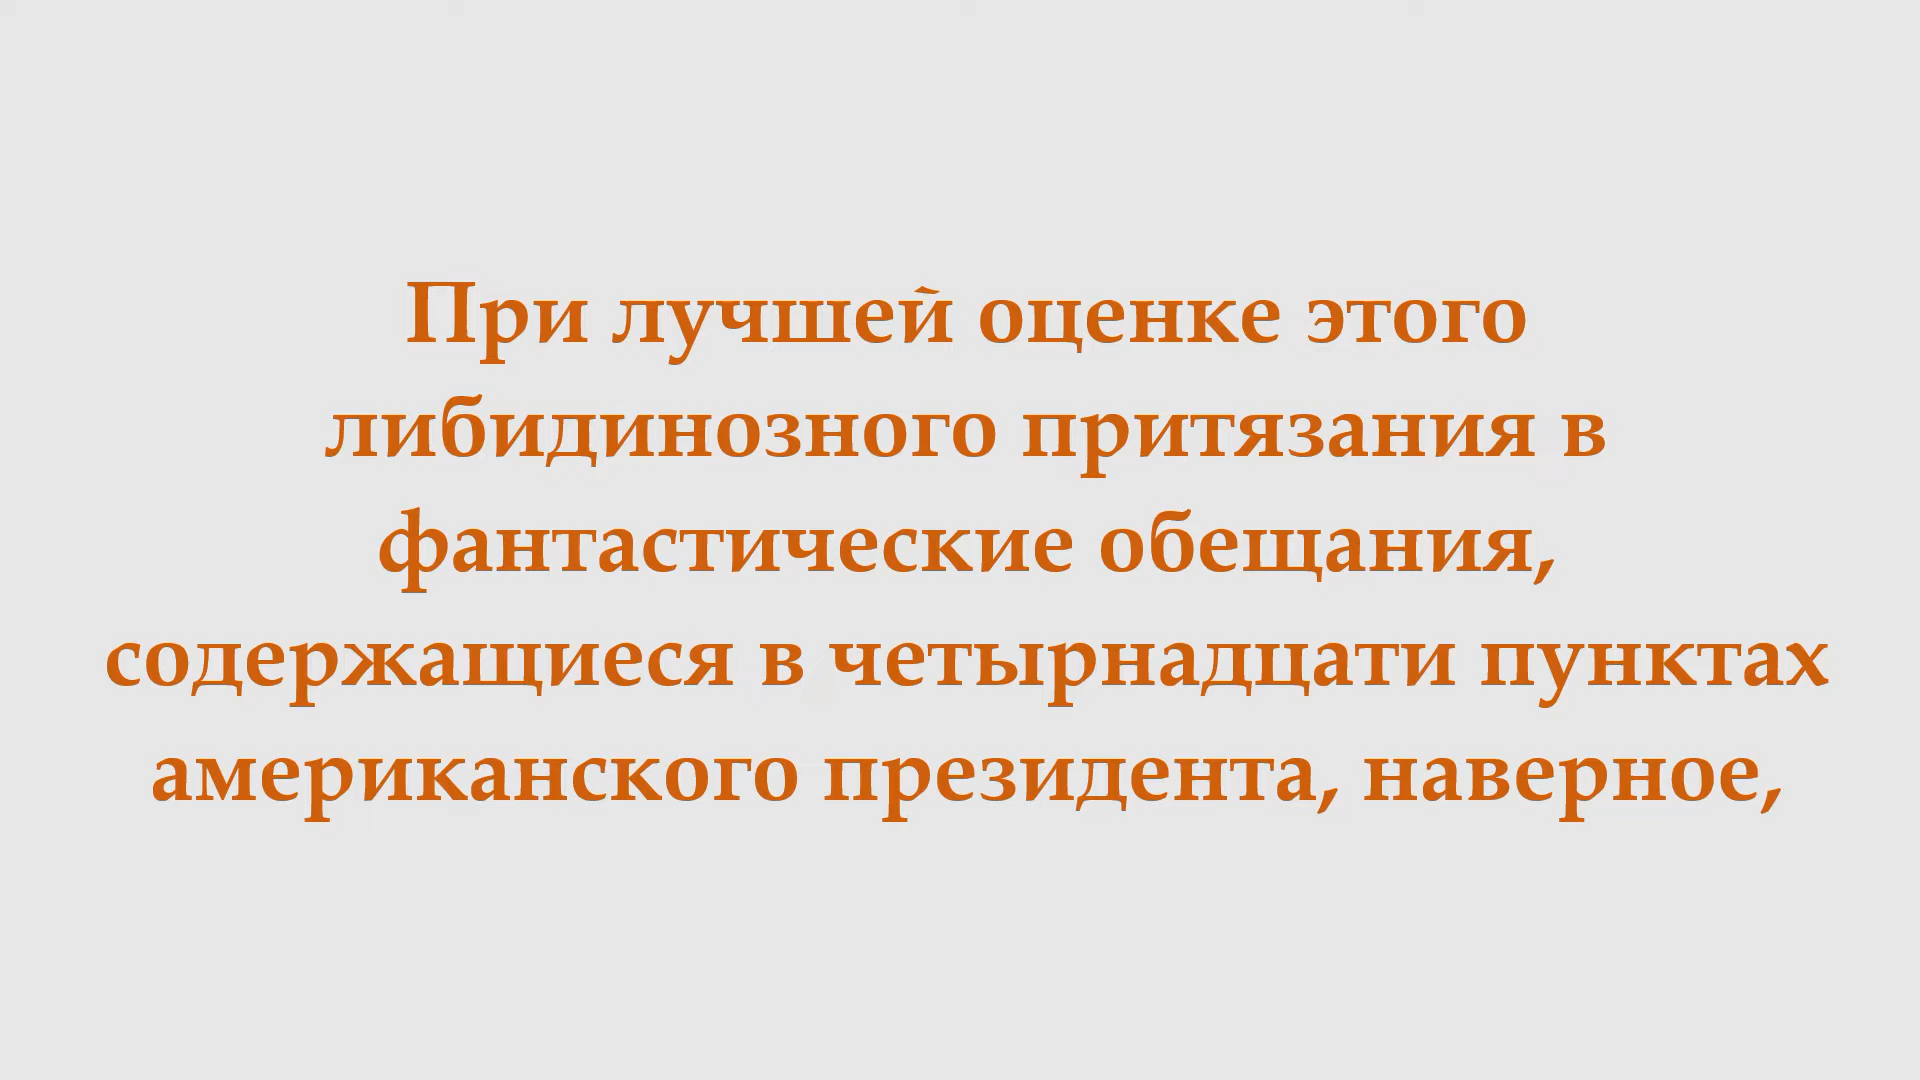 При лучшей оценке этого
либидинозного притязания в
фантастические обещания,
содержащиеся в четырнадцати пунктах
американского президента, наверное,